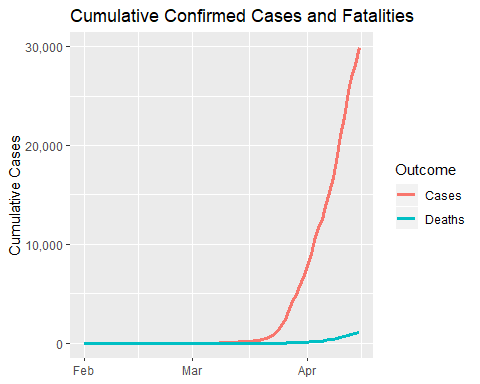 Cumulative Confirmed Cases and Fatalities
30,000
20,000
10,000
0
Cumulative Cases
Feb
Mar
Apr
Outcome
Cases
Deaths